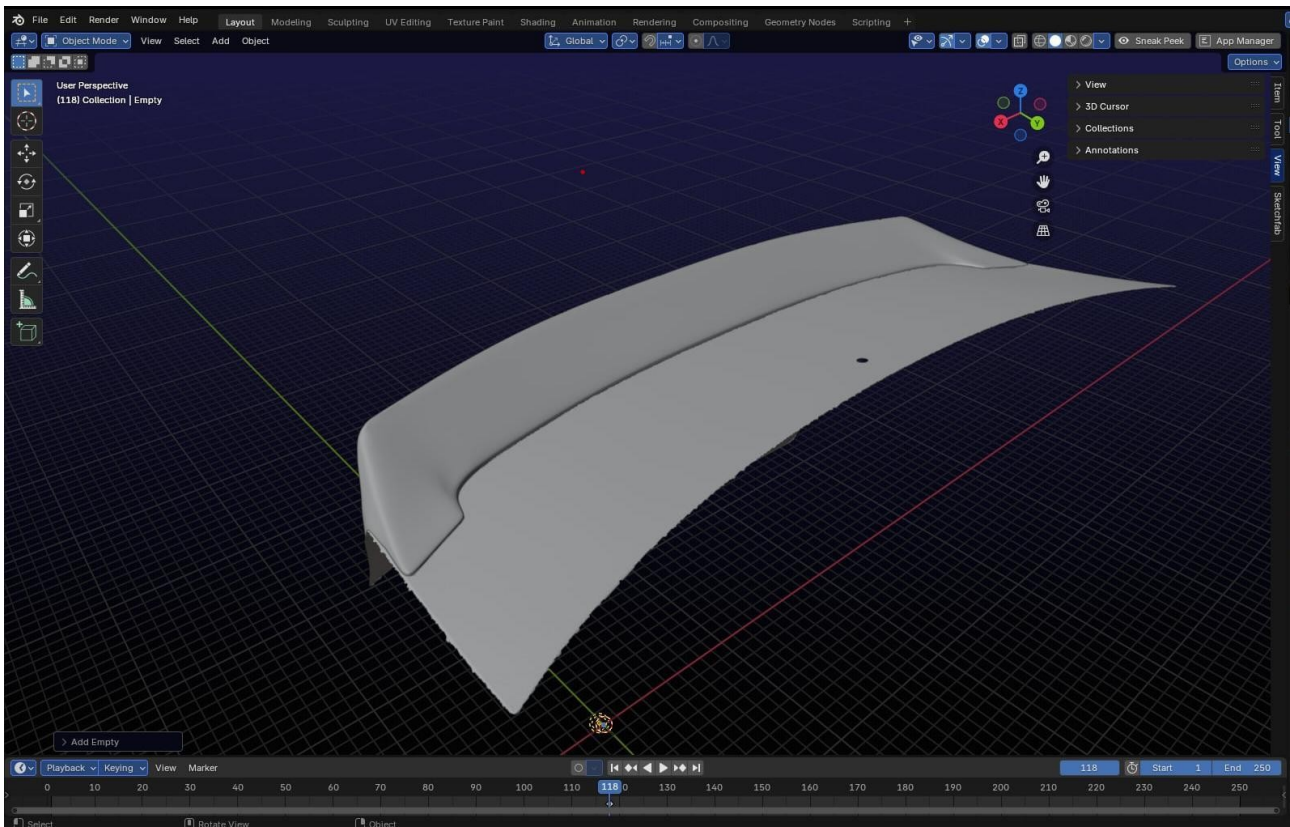 File Edit Render Window Help Layout Modeling Sculpting UV Editing Texture Paint Shading Animation Rendering Compositing Geometry Nodes Scripting +
Object Mode View Select Add Object Global Sneak Peek App Manager
Options
User Perspective
(118) Collection | Empty
Z
X
Y
View
3D Cursor
Collections
Annotations
Item
Tool
View
Sketchfab
Add Empty
Playback Keying View Marker 118 Start 1 End 250
0 10 20 30 40 50 60 70 80 90 100 110 118 0 130 140 150 160 170 180 190 200 210 220 230 240 250
Select Rotate View Object